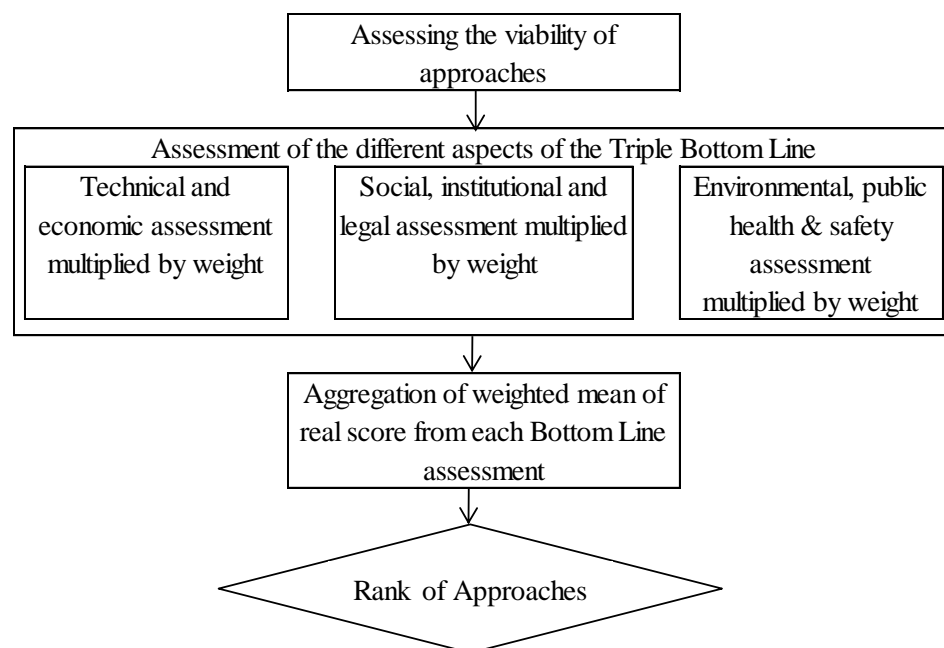 Assessing the viability of
approaches
Assessment of the different aspects of the Triple Bottom Line
Technical and
economic assessment
multiplied by weight
Social, institutional and
legal assessment multiplied
by weight
Environmental, public
health & safety
assessment
multiplied by weight
Aggregation of weighted mean of
real score from each Bottom Line
assessment
Rank of Approaches